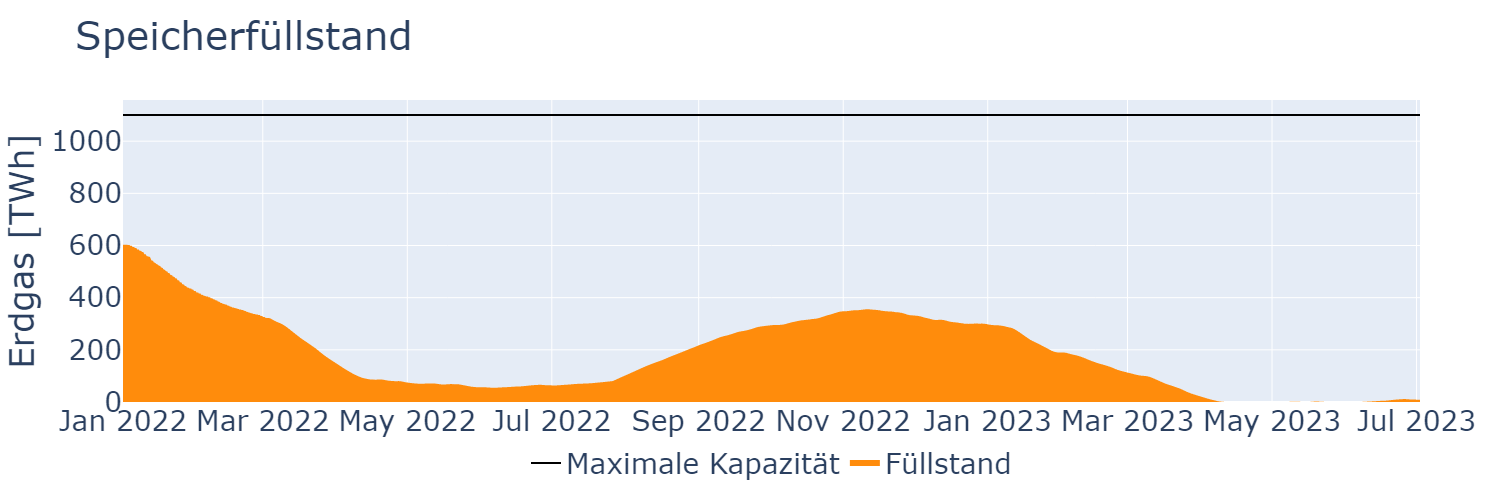 Speicherfüllstand
Erdgas [TWh]
1000
800
600
400
200
0
Jan 2022 Mar 2022 May 2022 Jul 2022 Sep 2022 Nov 2022 Jan 2023 Mar 2023 May 2023 Jul 2023
Maximale Kapazität Füllstand